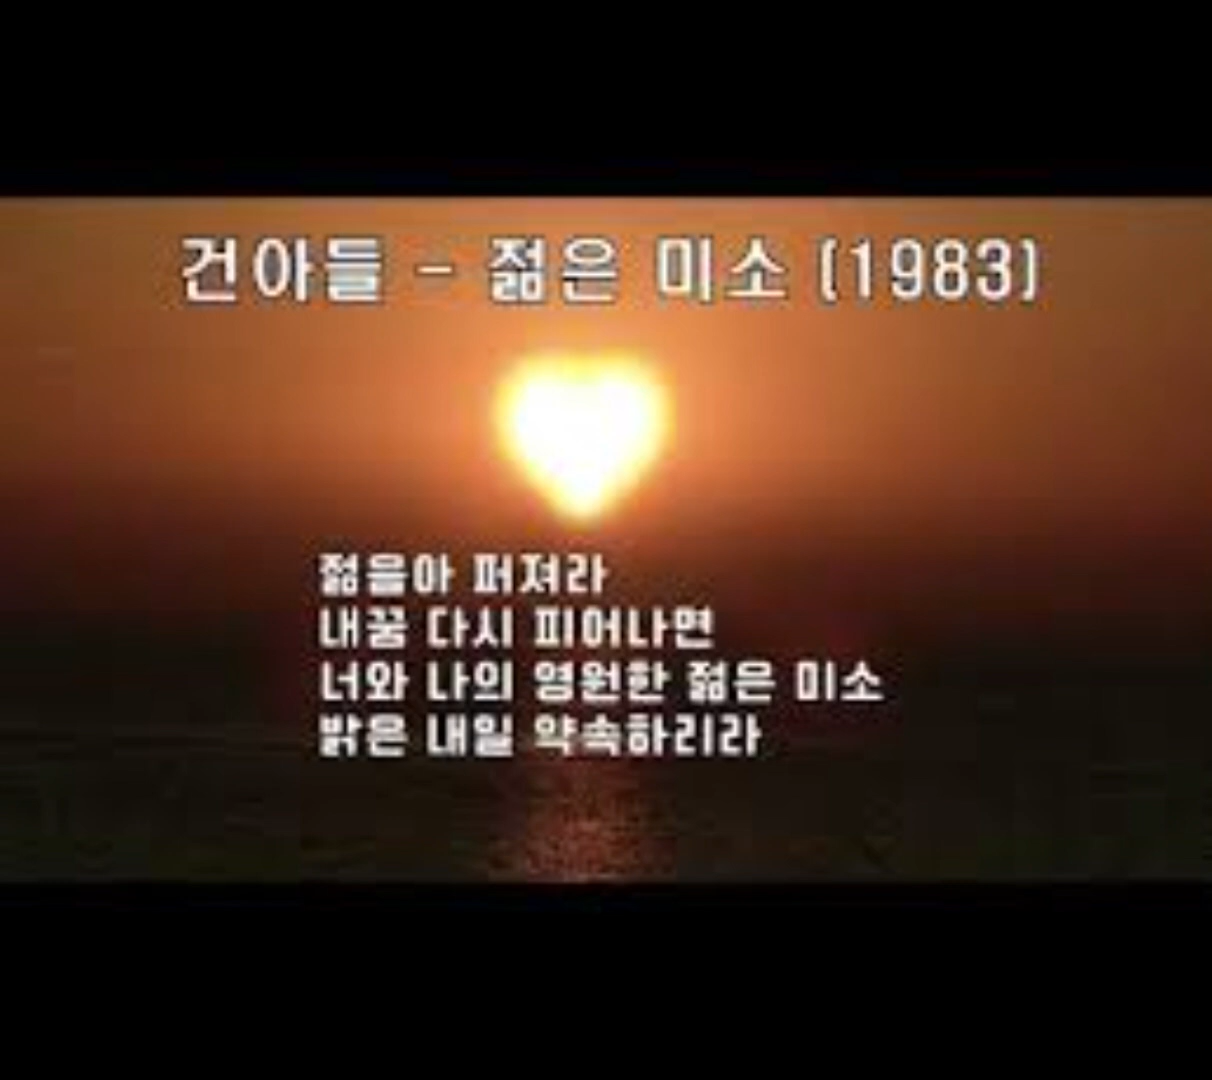 건아들 - 젊은 미소 (1983)
젊음아 퍼져라
내꿈 다시 피어나면
너와 나의 영원한 젊은 미소
밝은 내일 약속하리라